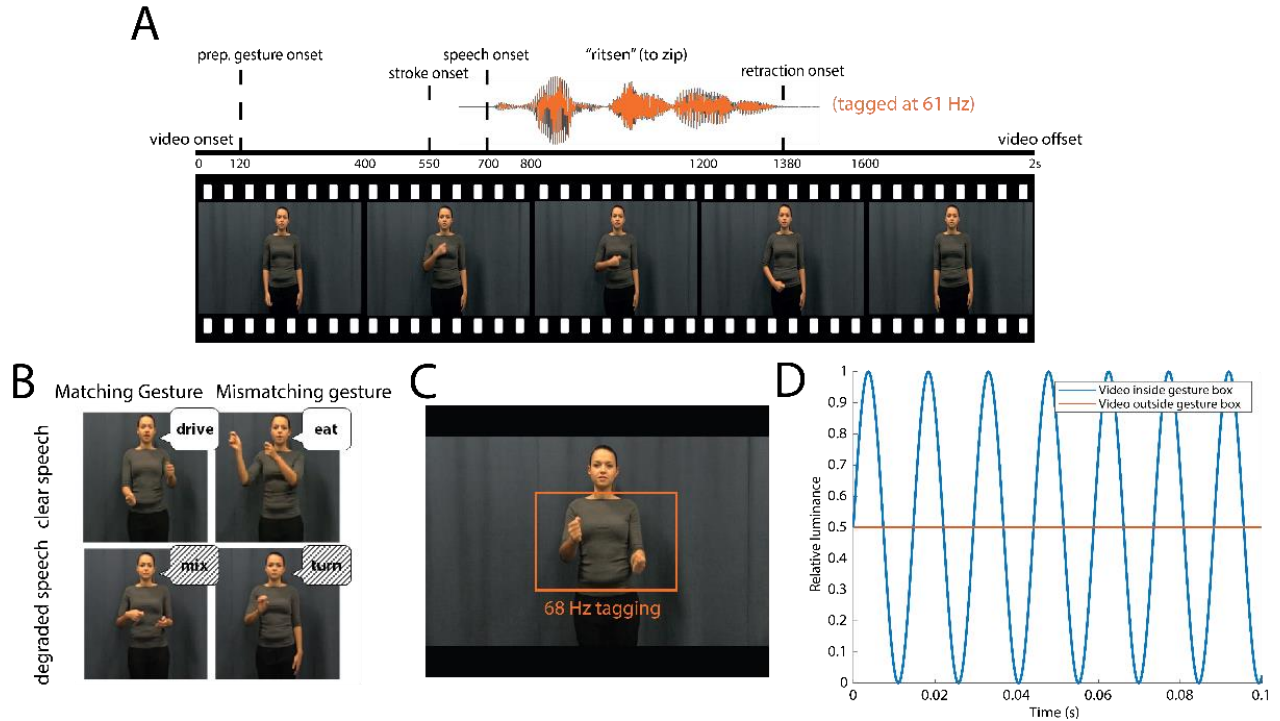 A
prep. gesture onset
stroke onset
speech onset
"ritsen" (to zip)
retraction onset
(tagged at 61 Hz)
video onset
video offset
0 120 400 550 700 800 1200 1380 1600 2s
B
Matching Gesture Mismatching gesture
clear speech
drive
eat
degraded speech
mix
turn
C
68 Hz tagging
D
Video inside gesture box
Video outside gesture box
Relative luminance
1
0.9
0.8
0.7
0.6
0.5
0.4
0.3
0.2
0.1
0
0 0.02 0.04 0.06 0.08 0.1
Time (s)